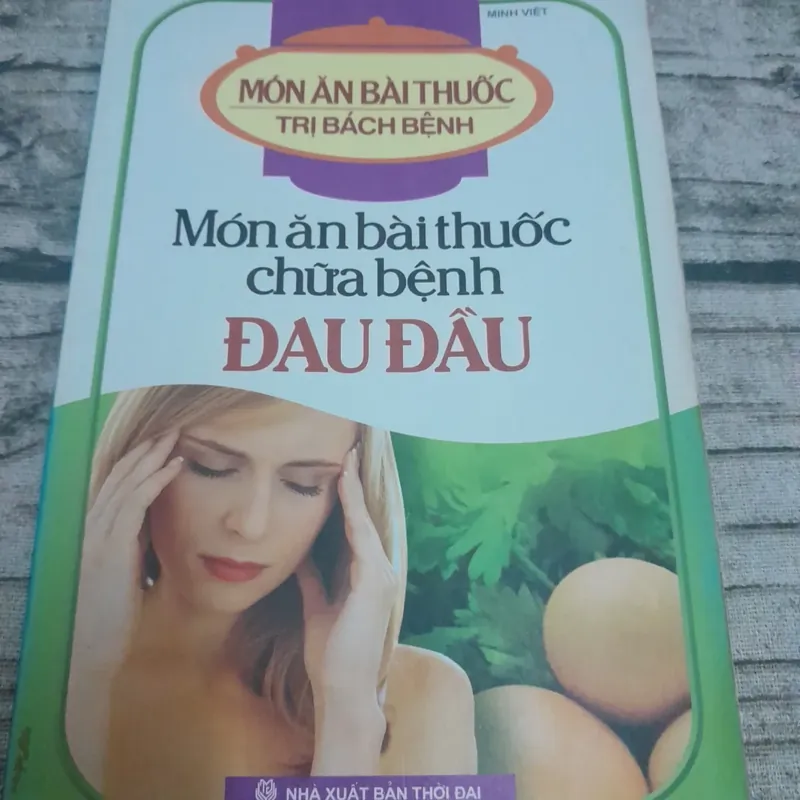 MINH VIỆT
MÓN ĂN BÀI THUỐC
TRỊ BÁCH BỆNH
Món ăn bài thuốc
chữa bệnh
ĐAU ĐẦU
NHÀ XUẤT BẢN THỜI ĐẠI